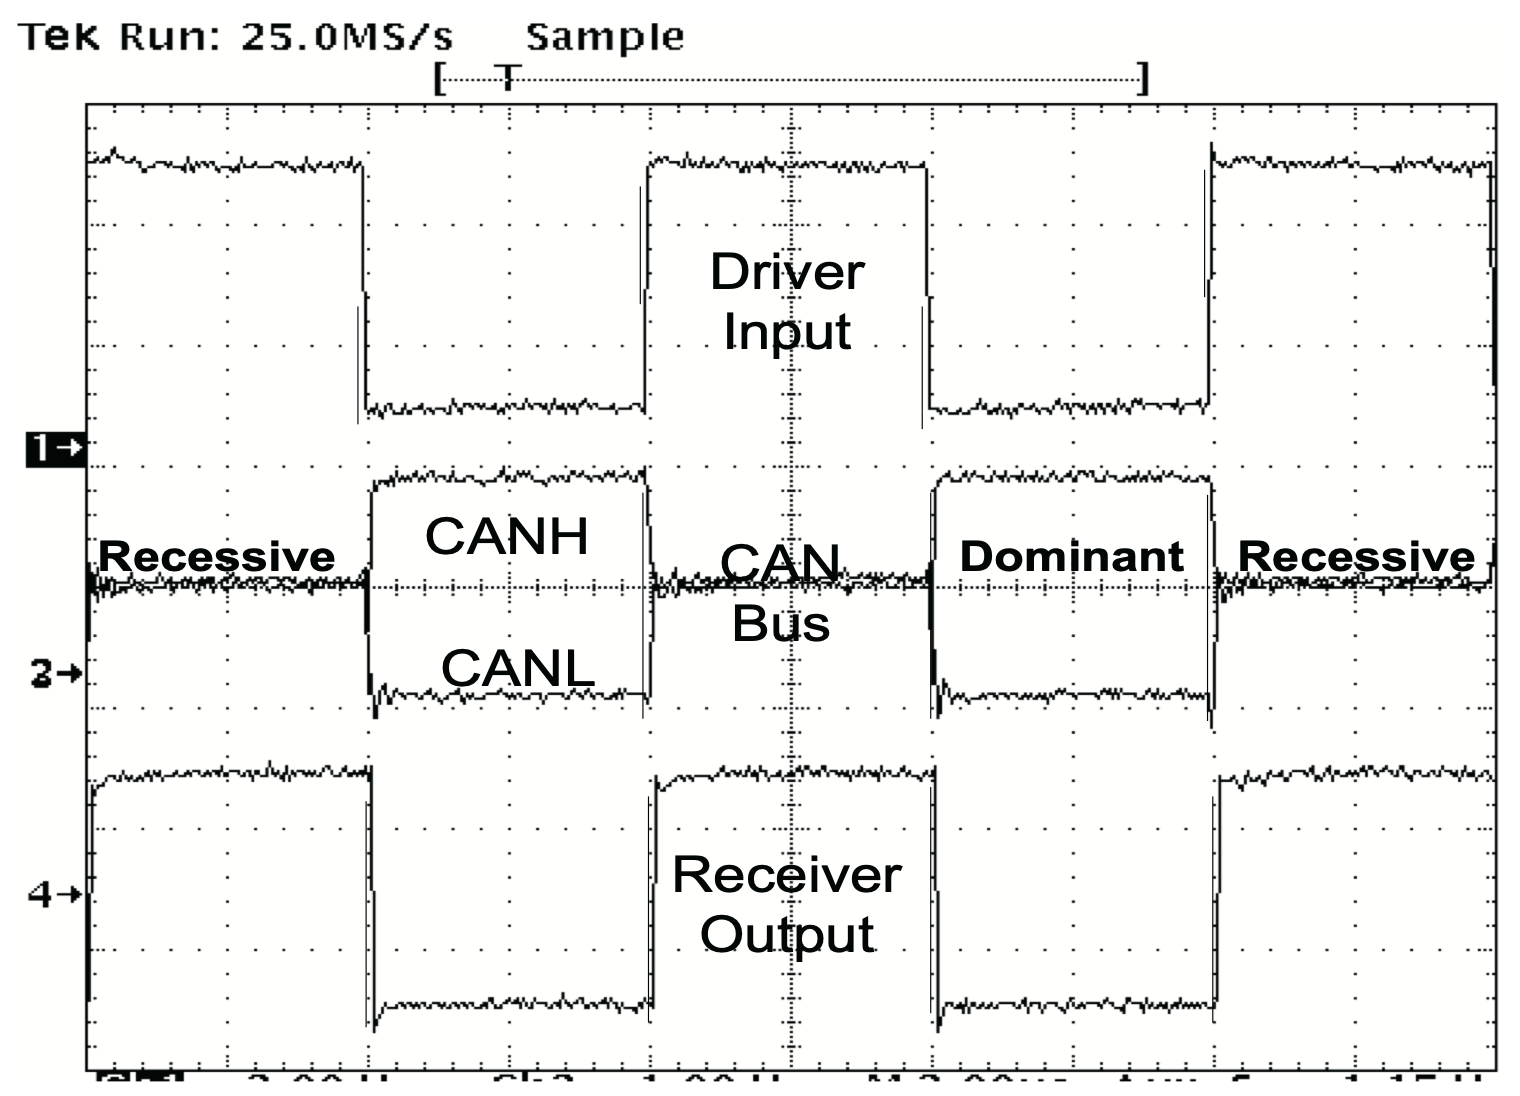 Tek Run: 25.0MS/s Sample
[ T ]
Driver
Input
1→
CANH
Recessive
CAN
Dominant
Recessive
Bus
CANL
2→
Receiver
4→
Output